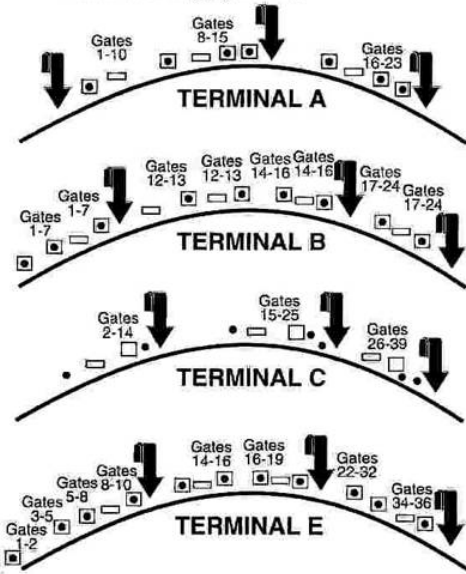 Gates
1-10
Gates
8-15
Gates
16-23
TERMINAL A
Gates
1-7
Gates
1-7
Gates
12-13
Gates
12-13
Gates
14-16
Gates
14-16
Gates
17-24
Gates
17-24
TERMINAL B
Gates
2-14
Gates
15-25
Gates
26-39
TERMINAL C
Gates
1-2
Gates
3-5
Gates
5-8
Gates
8-10
Gates
14-16
Gates
16-19
Gates
22-32
Gates
34-36
TERMINAL E